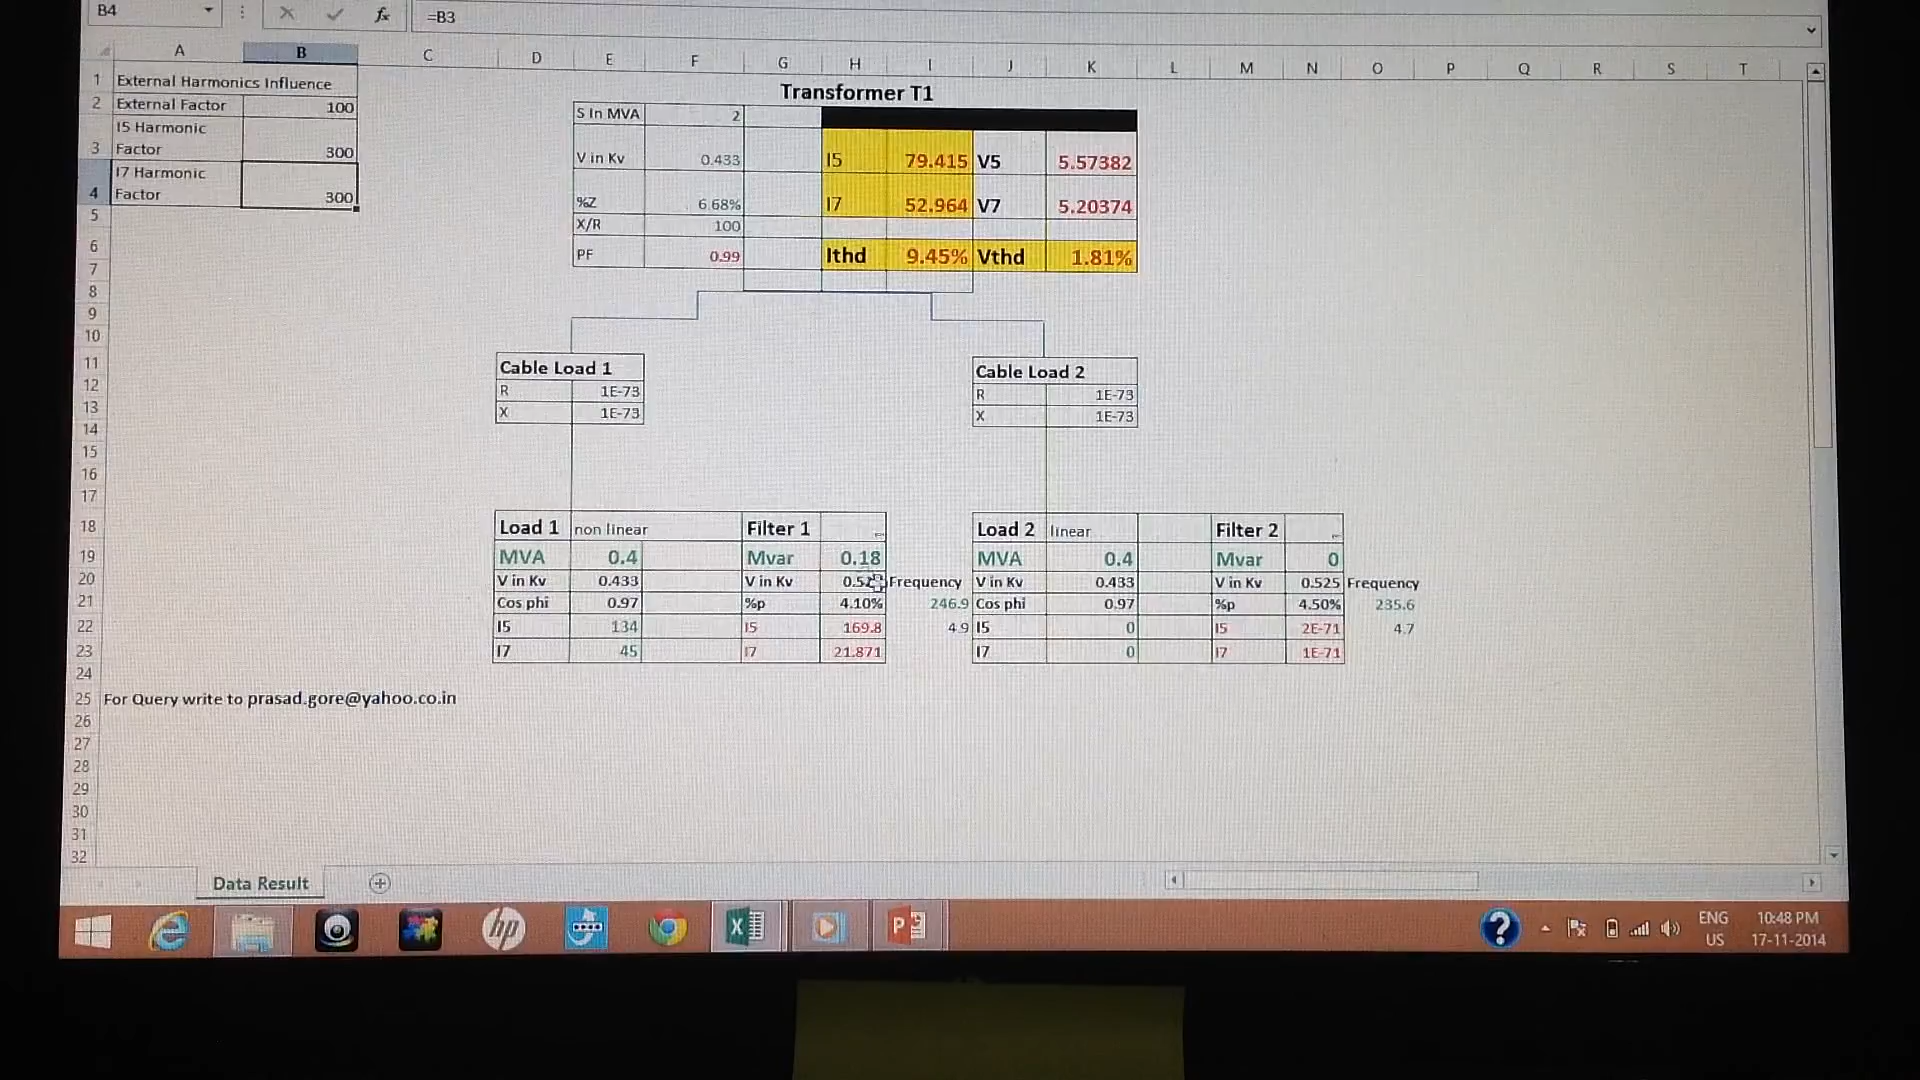 B4 fx =B3
A B C D E F G H I J K L M N O P Q R S T
1 External Harmonics Influence
Transformer T1
2 External Factor 100
S In MVA 2
I5 Harmonic
3 Factor 300
V in Kv 0.433 I5 79.415 V5 5.57382
I7 Harmonic
4 Factor 300
%Z 6.68% I7 52.964 V7 5.20374
5 X/R 100
6 PF 0.99 Ithd 9.45% Vthd 1.81%
7
8
9
10
11 Cable Load 1 Cable Load 2
12 R 1E-73 R 1E-73
13 X 1E-73 X 1E-73
14
15
16
17
18 Load 1 non linear Filter 1 Load 2 linear Filter 2
19 MVA 0.4 Mvar 0.18 MVA 0.4 Mvar 0
20 V in Kv 0.433 V in Kv Frequency V in Kv 0.433 V in Kv 0.525 Frequency
21 Cos phi 0.97 %p 4.10% 246.9 Cos phi 0.97 %p 4.50% 235.6
22 I5 134 I5 169.8 4.9 I5 0 I5 2E-71 4.7
23 I7 45 I7 21.871 I7 0 I7 1E-71
24
25 For Query write to prasad.gore@yahoo.co.in
26
27
28
29
30
31
32
Data Result
hp
ENG 10:48 PM
US 17-11-2014